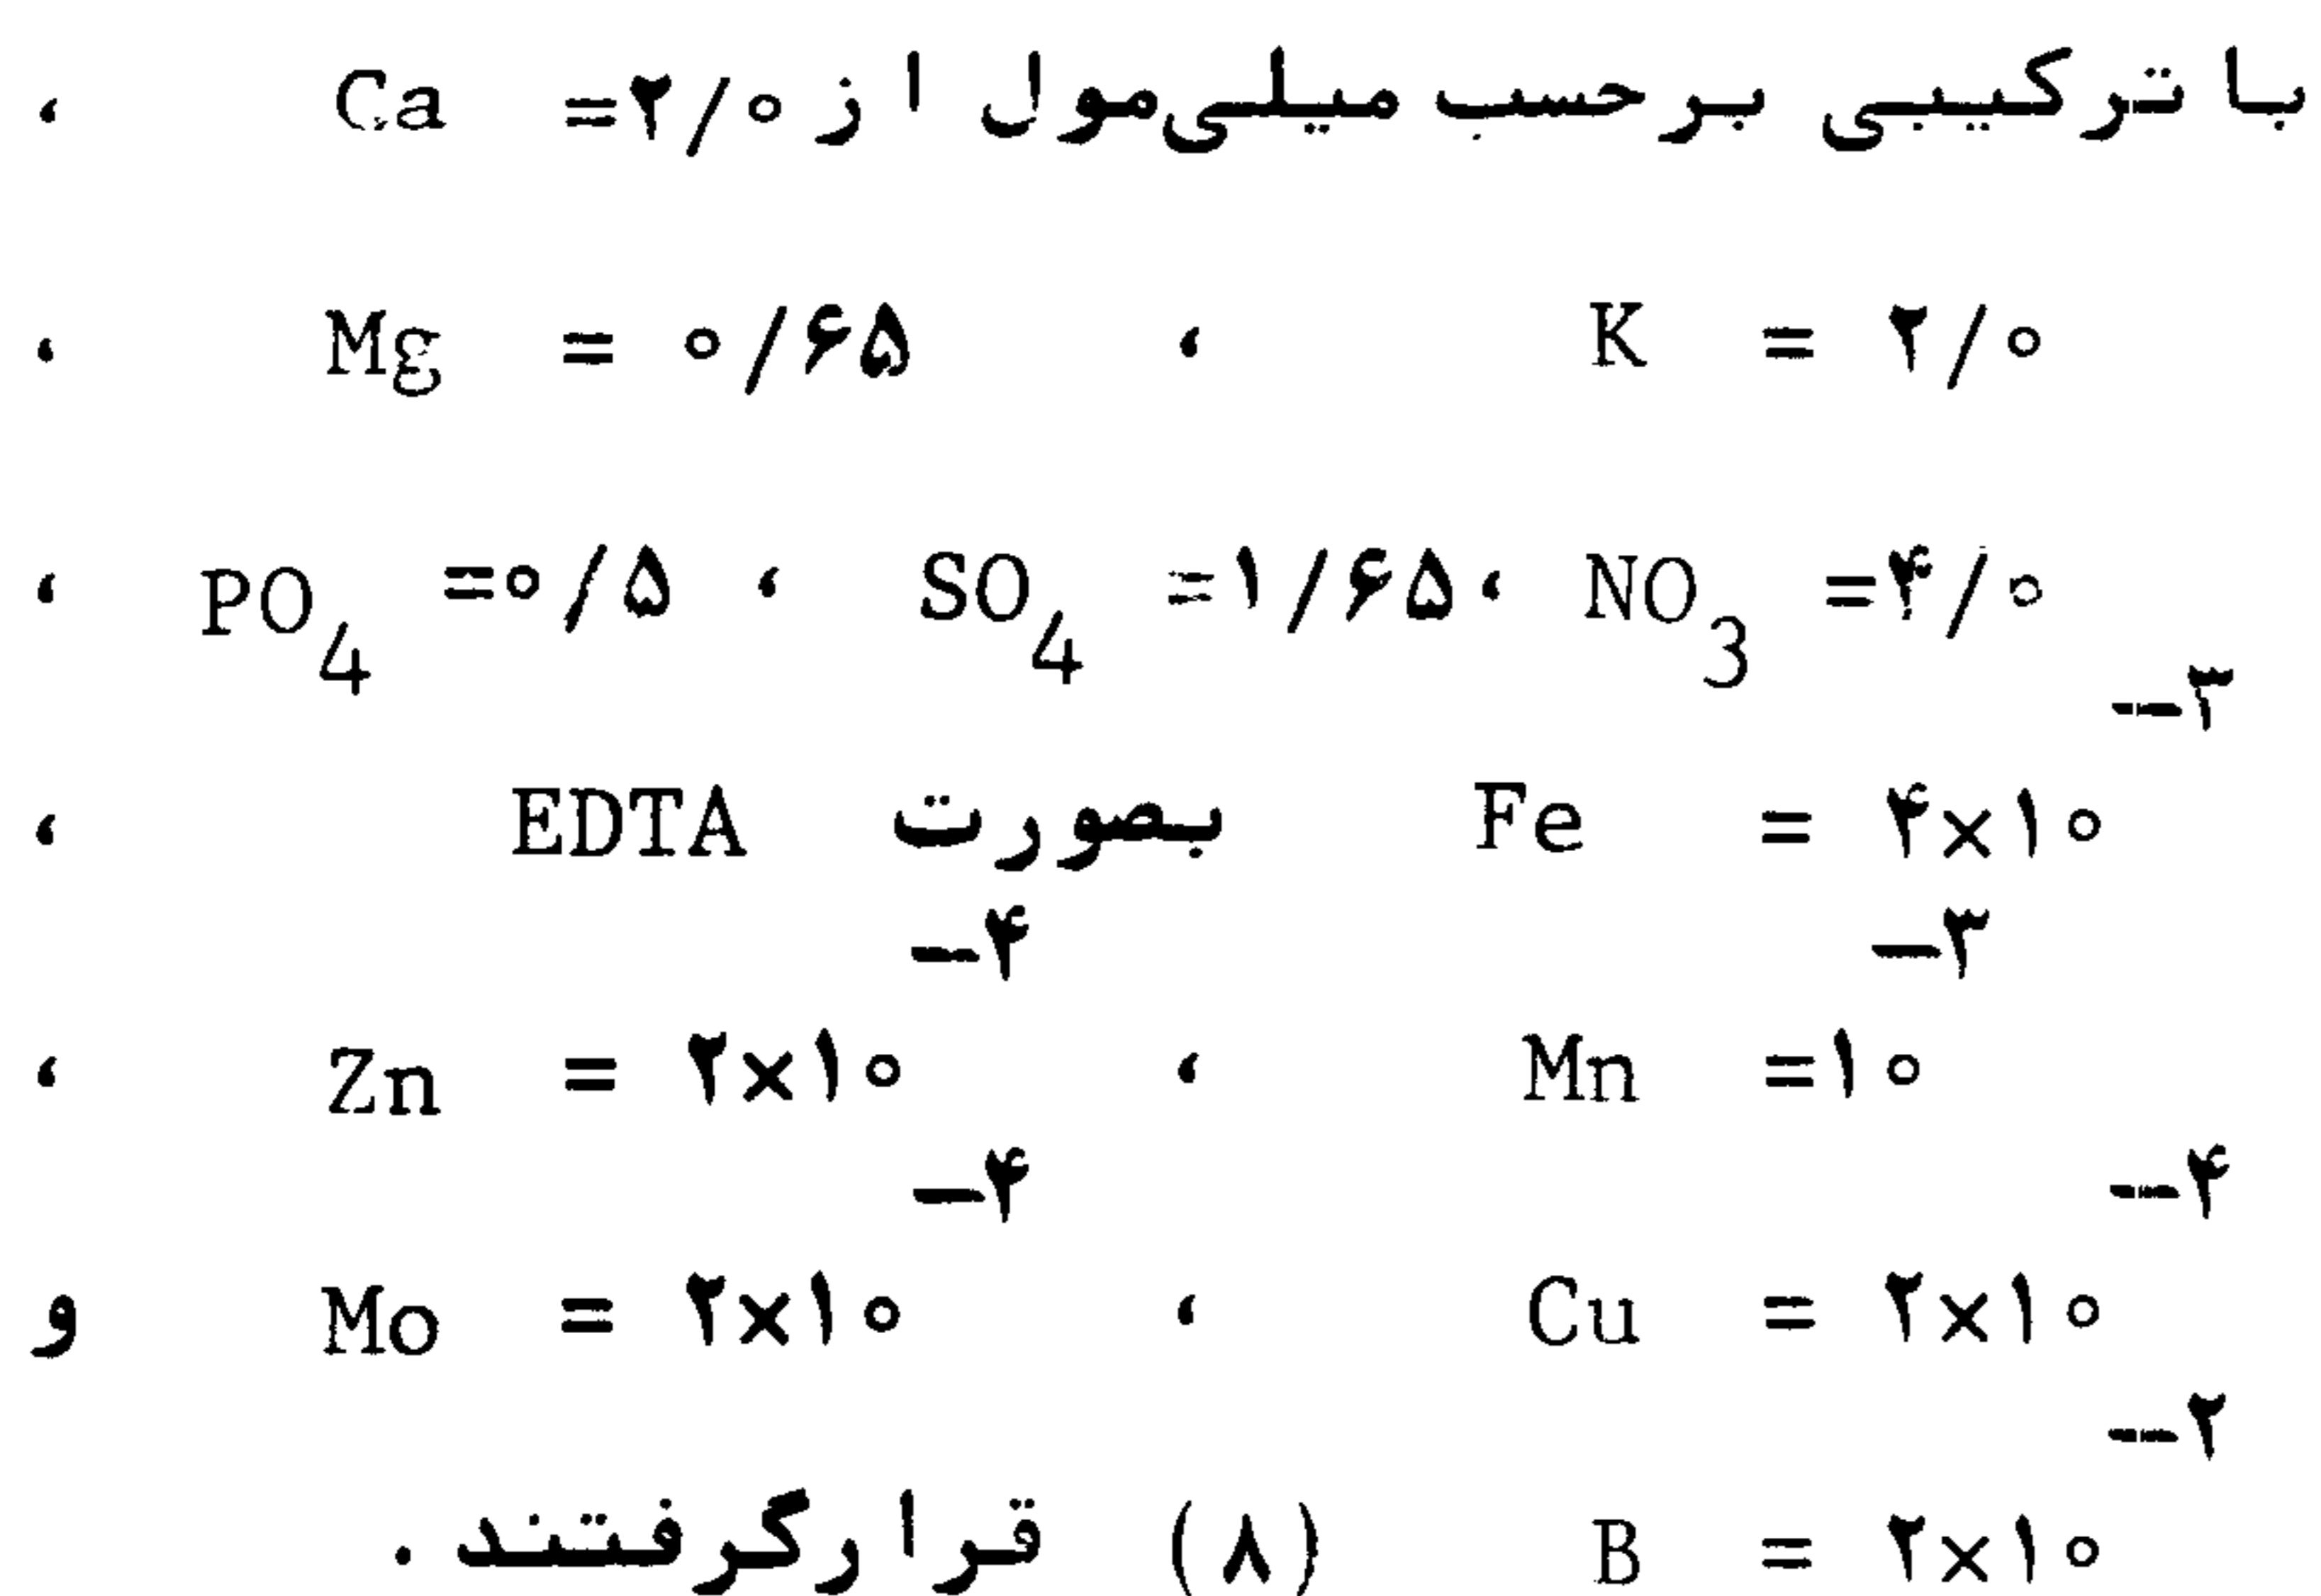 با ترکیبی برحسب میلی‌مول از Ca =۲/۰ ،
K = ۲/۰ ، Mg = ۰/۶۵ ،
NO₃ =۴/۰ ، SO₄ =۱/۶۵ ، PO₄ =۰/۵ ،
Fe = ۴×۱۰^-۳ بصورت EDTA ،
Mn =۱۰^-۳ ، Zn = ۲×۱۰^-۴ ،
Cu = ۲×۱۰^-۴ ، Mo = ۲×۱۰^-۴ و
B = ۲×۱۰^-۲ (۸) قرارگرفتند .